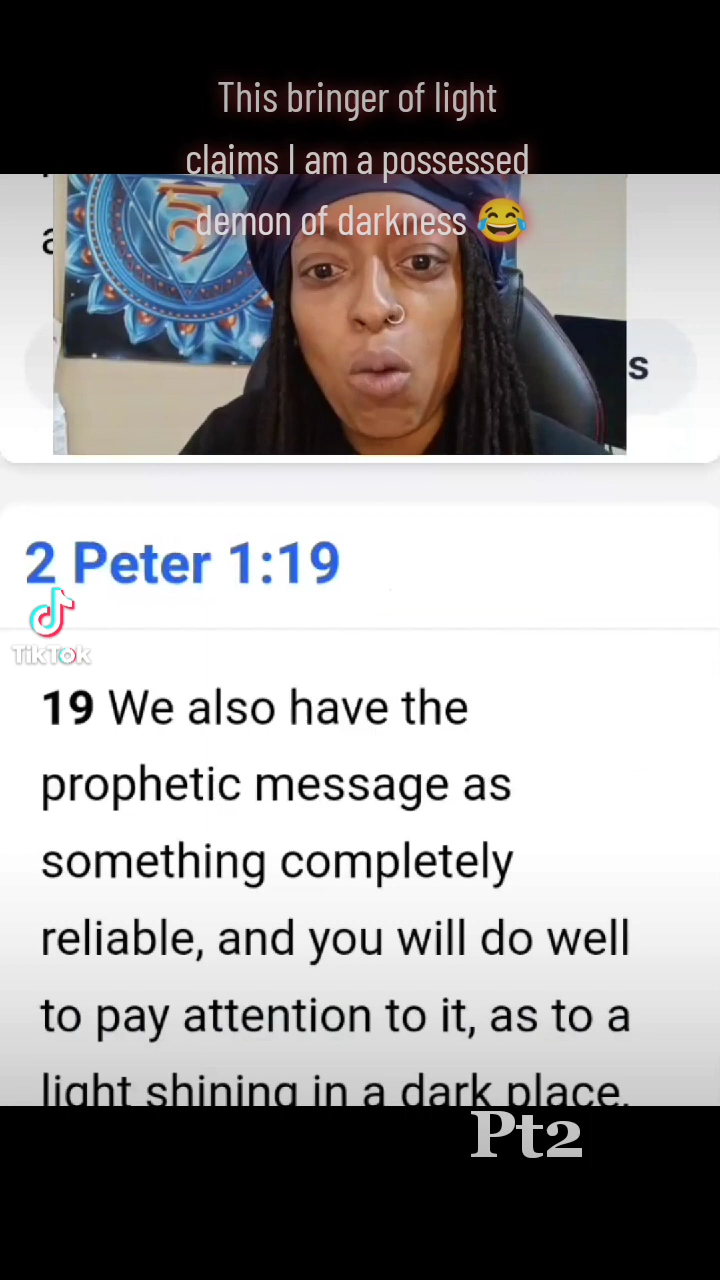 This bringer of light
claims I am a possessed
demon of darkness 😂
s
2 Peter 1:19
TikTok
19 We also have the
prophetic message as
something completely
reliable, and you will do well
to pay attention to it, as to a
light shining in a dark place,
Pt2